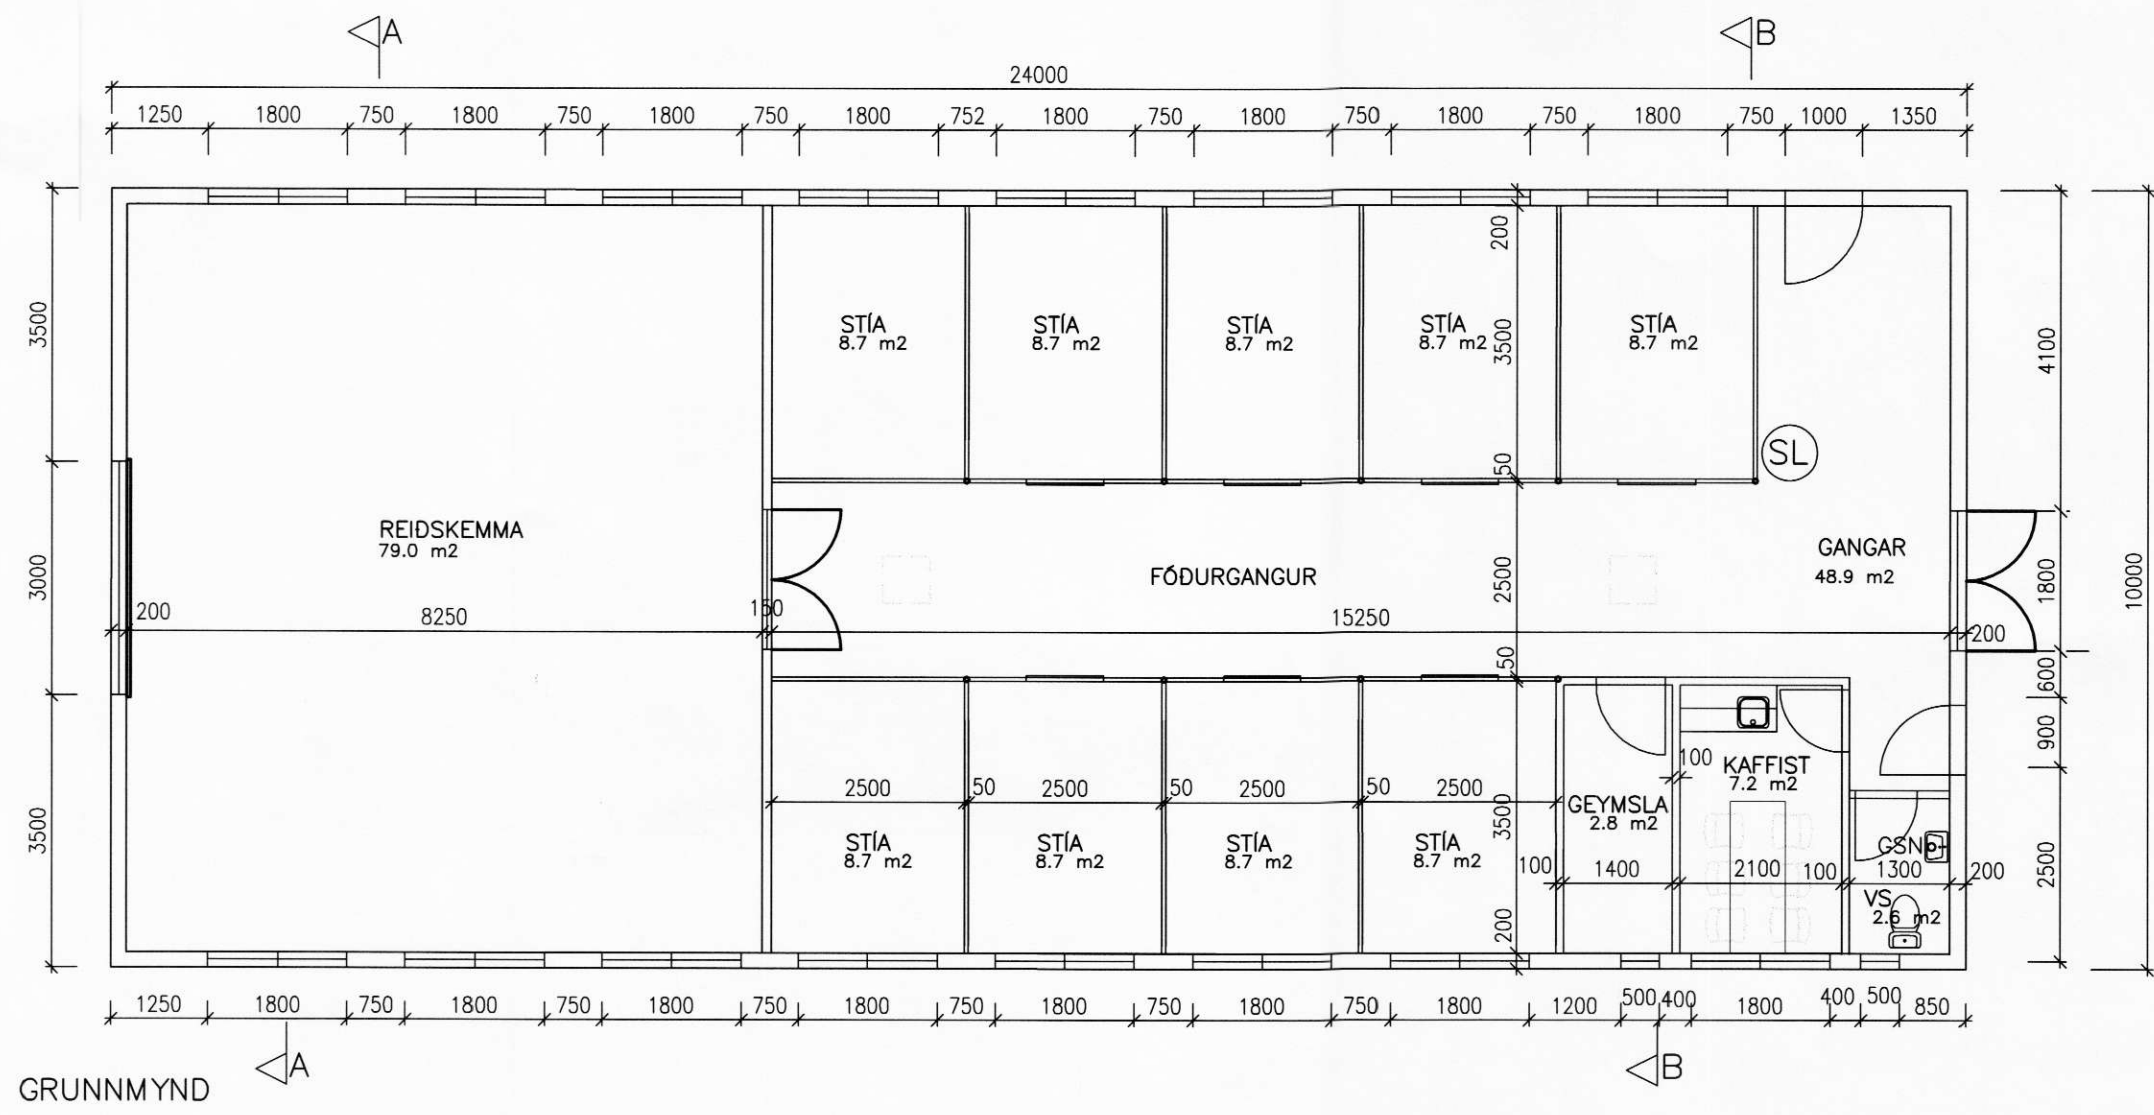 A B
24000
1250 1800 750 1800 750 1800 750 1800 752 1800 750 1800 750 1800 750 1800 750 1000 1350
3500
3000
3500
STÍA
8.7 m2
STÍA
8.7 m2
STÍA
8.7 m2
STÍA
8.7 m2
STÍA
8.7 m2
200
3500
50
2500
50
3500
200
SL
REIÐSKEMMA
79.0 m2
FÓÐURGANGUR
GANGAR
48.9 m2
200 8250 150 15250 200
4100
1800
600
900
2500
10000
2500 50 2500 50 2500 50 2500
STÍA
8.7 m2
STÍA
8.7 m2
STÍA
8.7 m2
STÍA
8.7 m2
100
KAFFIST
7.2 m2
GEYMSLA
2.8 m2
GSN
100 1400 2100 100 1300 200
VS
2.6 m2
1250 1800 750 1800 750 1800 750 1800 750 1800 750 1800 750 1800 1200 500 400 1800 400 500 850
A B
GRUNNMYND